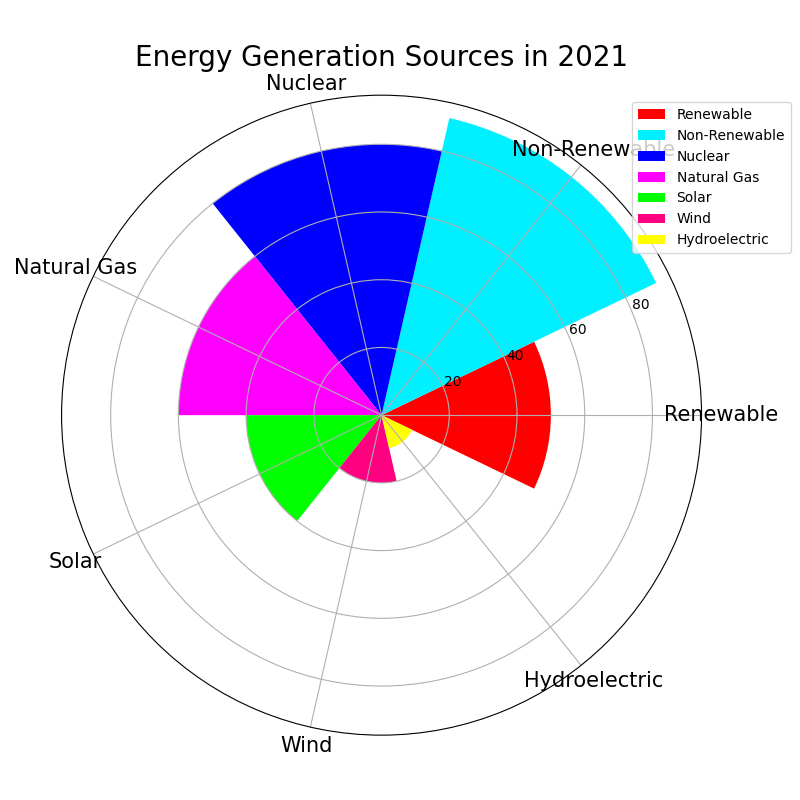 Energy Generation Sources in 2021
Nuclear
Non-Renewable
Natural Gas
Renewable
Solar
Wind
Hydroelectric
20
40
60
80
Renewable
Non-Renewable
Nuclear
Natural Gas
Solar
Wind
Hydroelectric